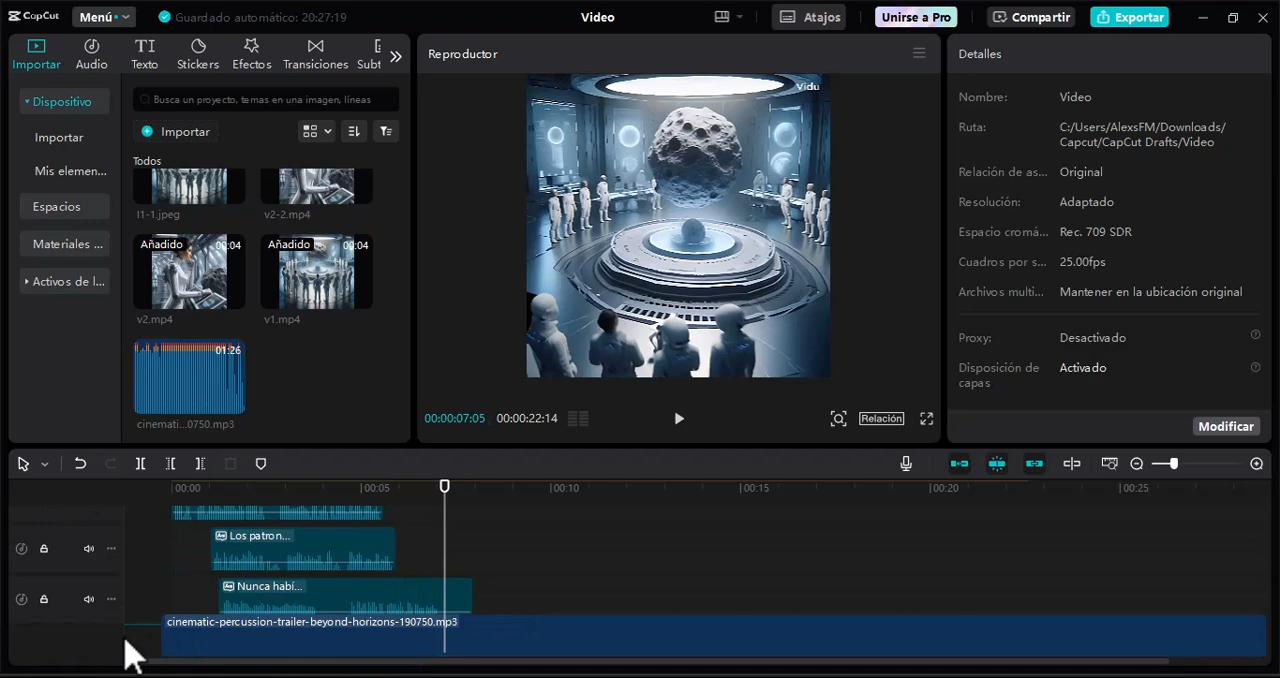 CapCut
Menú
Guardado automático: 20:27:19
Video
Atajos
Unirse a Pro
Compartir
Exportar
Importar
Audio
Texto
Stickers
Efectos
Transiciones
Subt
Reproductor
Detalles
Dispositivo
Importar
Mis elemen...
Espacios
Materiales ...
Activos de l...
Busca un proyecto, temas en una imagen, líneas
Importar
Todos
l1-1.jpeg
v2-2.mp4
Añadido
00:04
Añadido
00:04
v2.mp4
v1.mp4
01:26
cinemati...0750.mp3
Vidu
00:00:07:05
00:00:22:14
Relación
Nombre:
Video
Ruta:
C:/Users/AlexsFM/Downloads/
Capcut/CapCut Drafts/Video
Relación de as...
Original
Resolución:
Adaptado
Espacio cromá...
Rec. 709 SDR
Cuadros por s...
25.00fps
Archivos multi...
Mantener en la ubicación original
Proxy:
Desactivado
Disposición de
capas
Activado
Modificar
00:00
00:05
00:10
00:15
00:20
00:25
Los patron...
Nunca habí...
cinematic-percussion-trailer-beyond-horizons-190750.mp3